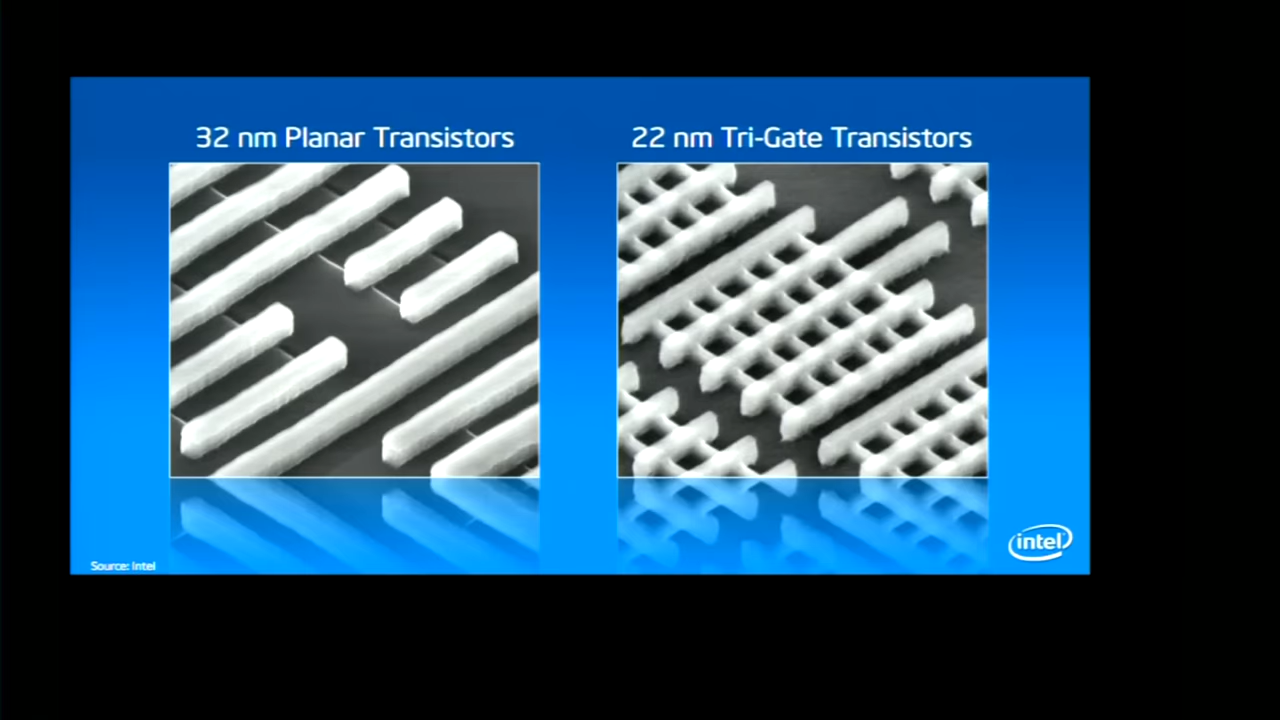 32 nm Planar Transistors
22 nm Tri-Gate Transistors
Source: Intel
intel